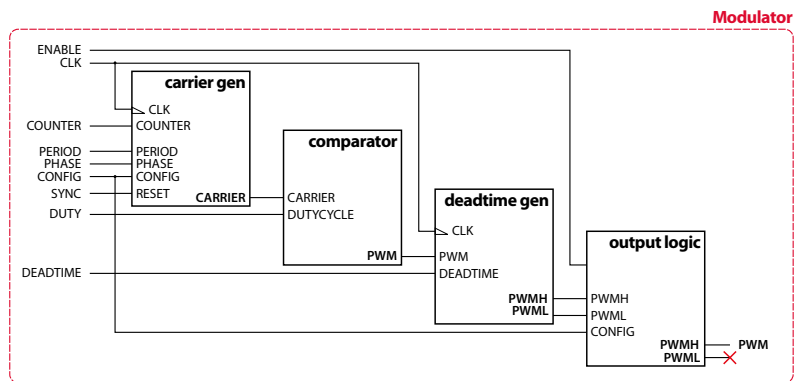 Modulator
ENABLE
CLK
carrier gen
CLK
COUNTER COUNTER
comparator
PERIOD PERIOD
PHASE PHASE
CONFIG CONFIG
SYNC RESET CARRIER CARRIER
deadtime gen
DUTY DUTYCYCLE
CLK
output logic
PWM PWM
DEADTIME DEADTIME
PWMH PWMH
PWML PWML
CONFIG
PWMH PWM
PWML